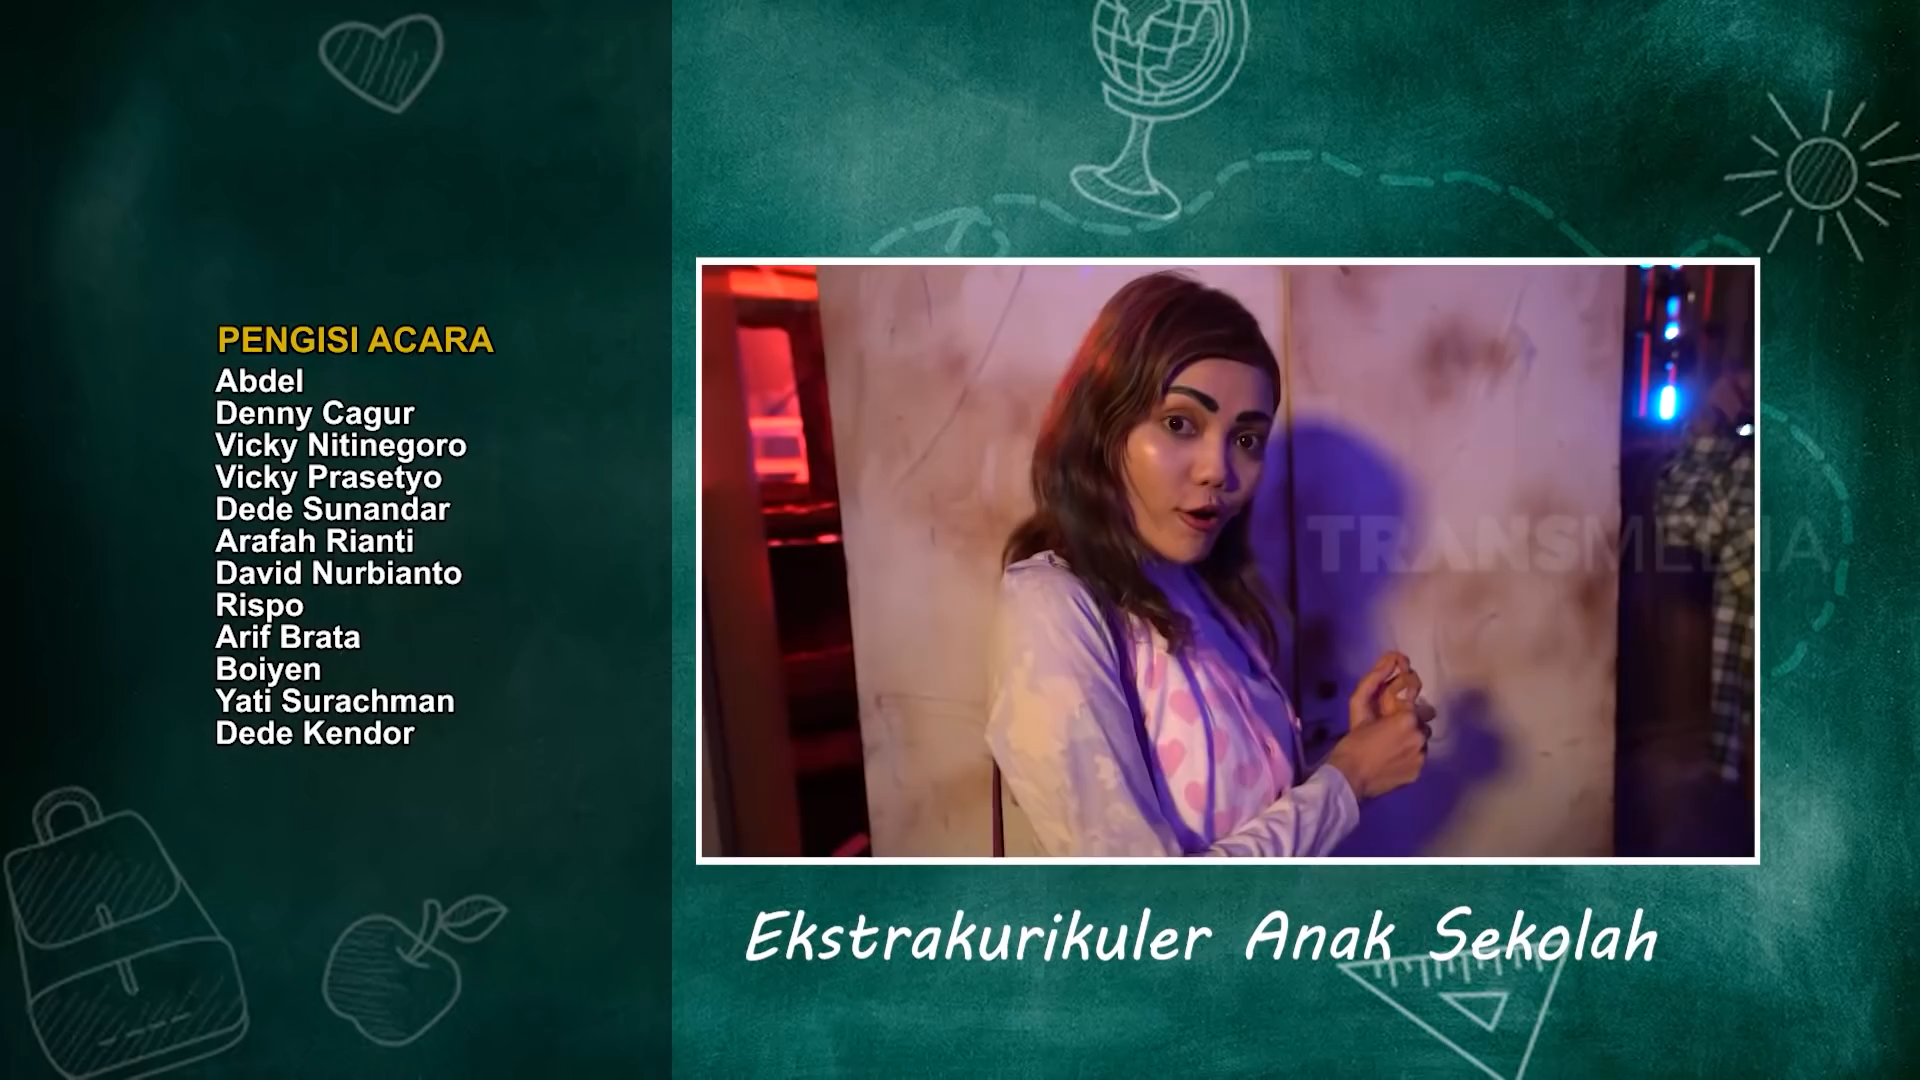 PENGISI ACARA
Abdel
Denny Cagur
Vicky Nitinegoro
Vicky Prasetyo
Dede Sunandar
Arafah Rianti
David Nurbianto
Rispo
Arif Brata
Boiyen
Yati Surachman
Dede Kendor
TRANSMEDIA
Ekstrakurikuler Anak Sekolah